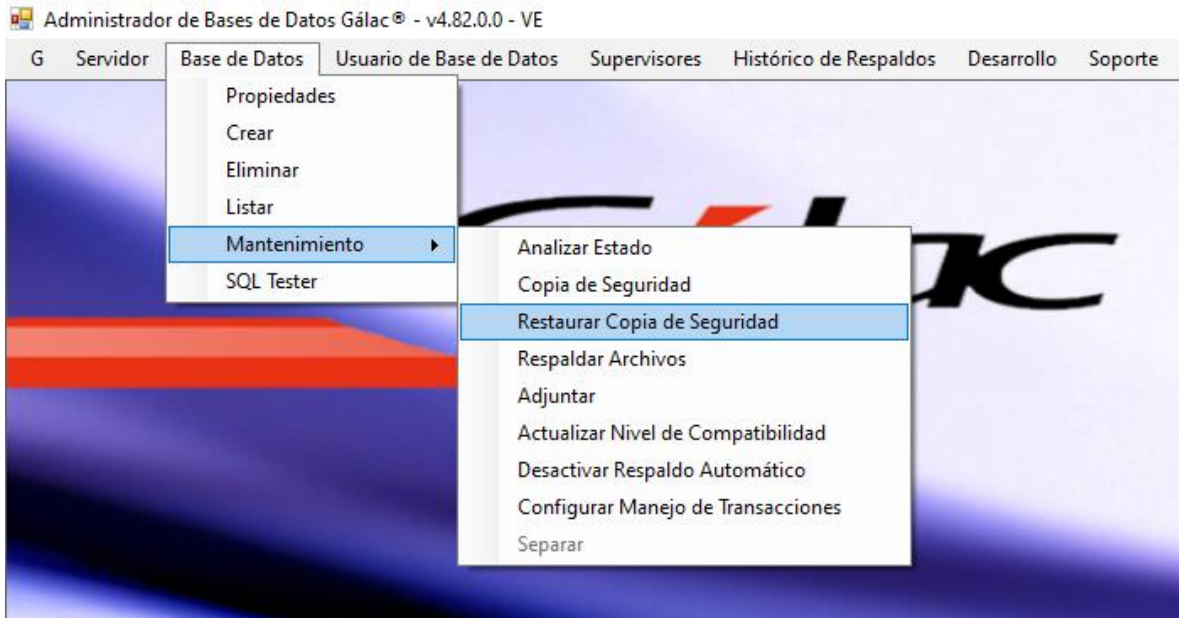 Administrador de Bases de Datos Gálac® - v4.82.0.0 - VE
G Servidor Base de Datos Usuario de Base de Datos Supervisores Histórico de Respaldos Desarrollo Soporte
Propiedades
Crear
Eliminar
Listar
Mantenimiento
SQL Tester
Analizar Estado
Copia de Seguridad
Restaurar Copia de Seguridad
Respaldar Archivos
Adjuntar
Actualizar Nivel de Compatibilidad
Desactivar Respaldo Automático
Configurar Manejo de Transacciones
Separar